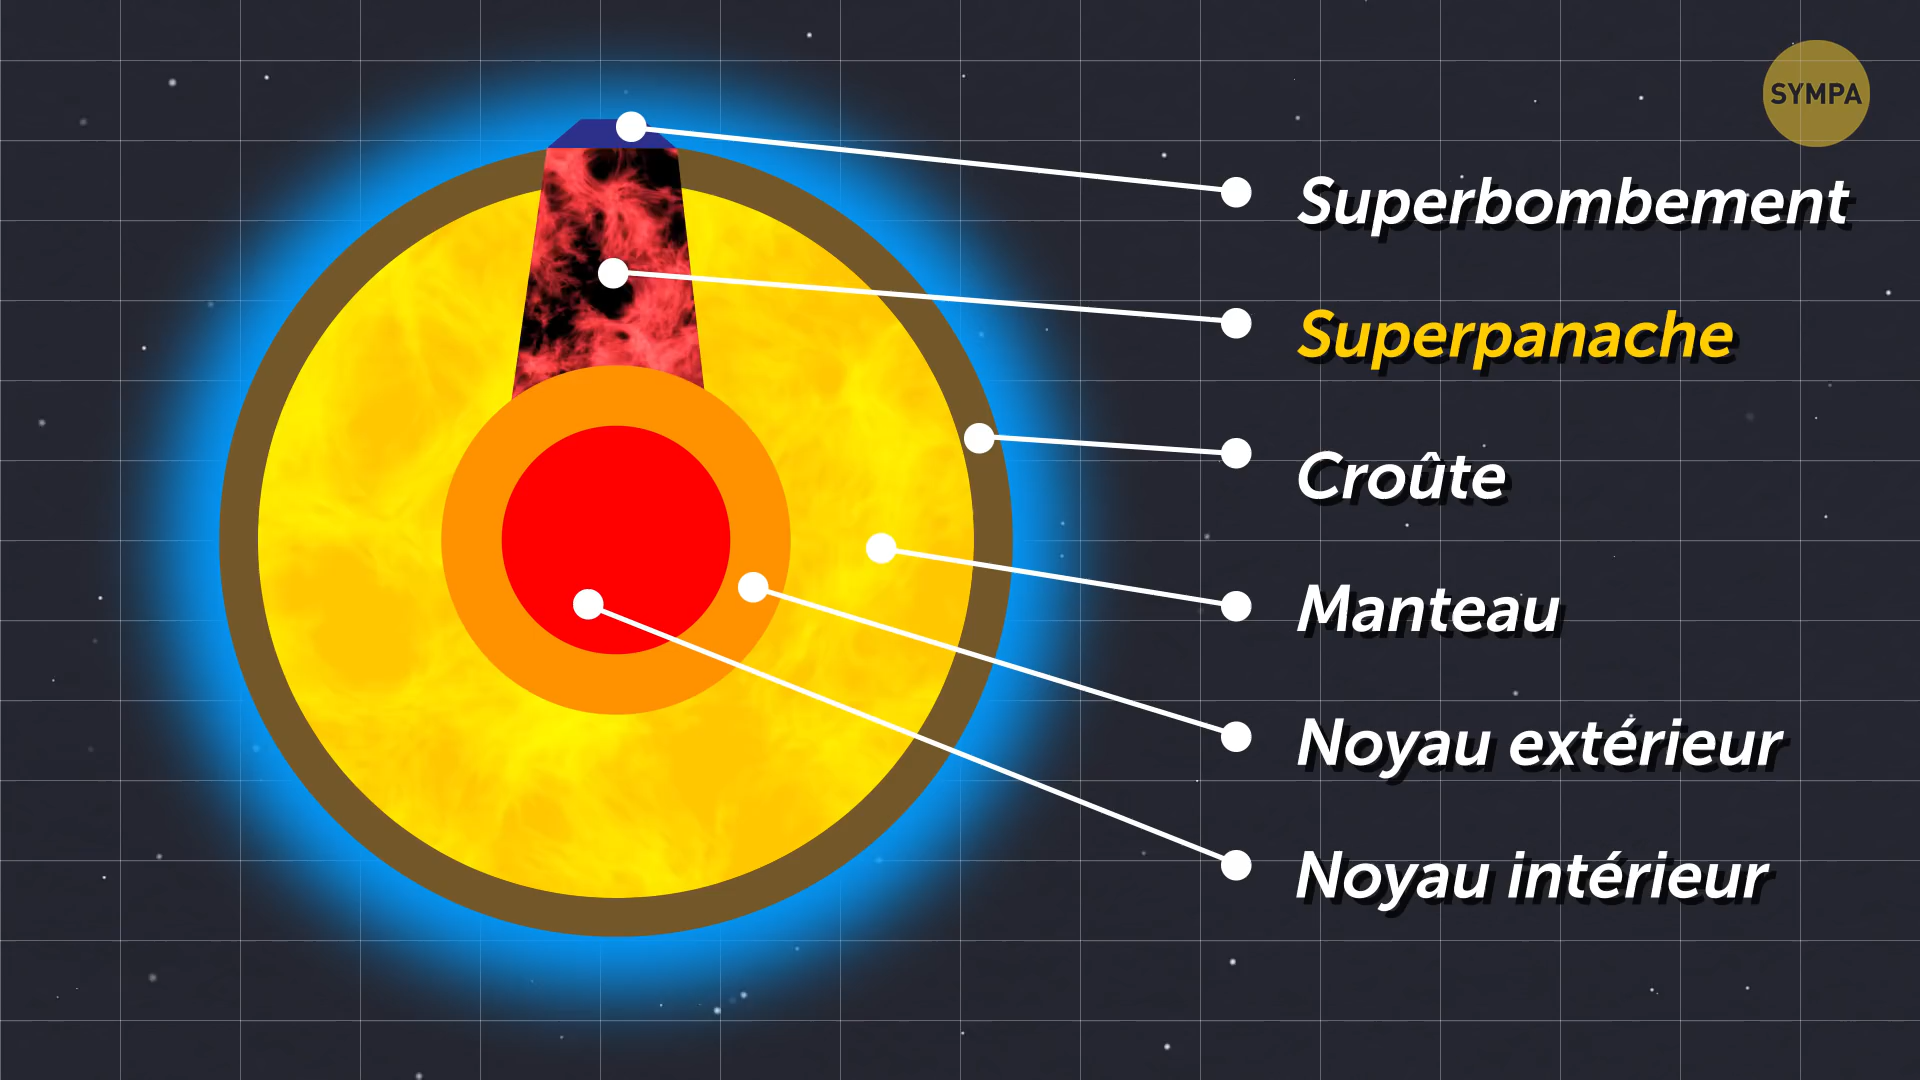 SYMPA
Superbombement
Superpanache
Croûte
Manteau
Noyau extérieur
Noyau intérieur